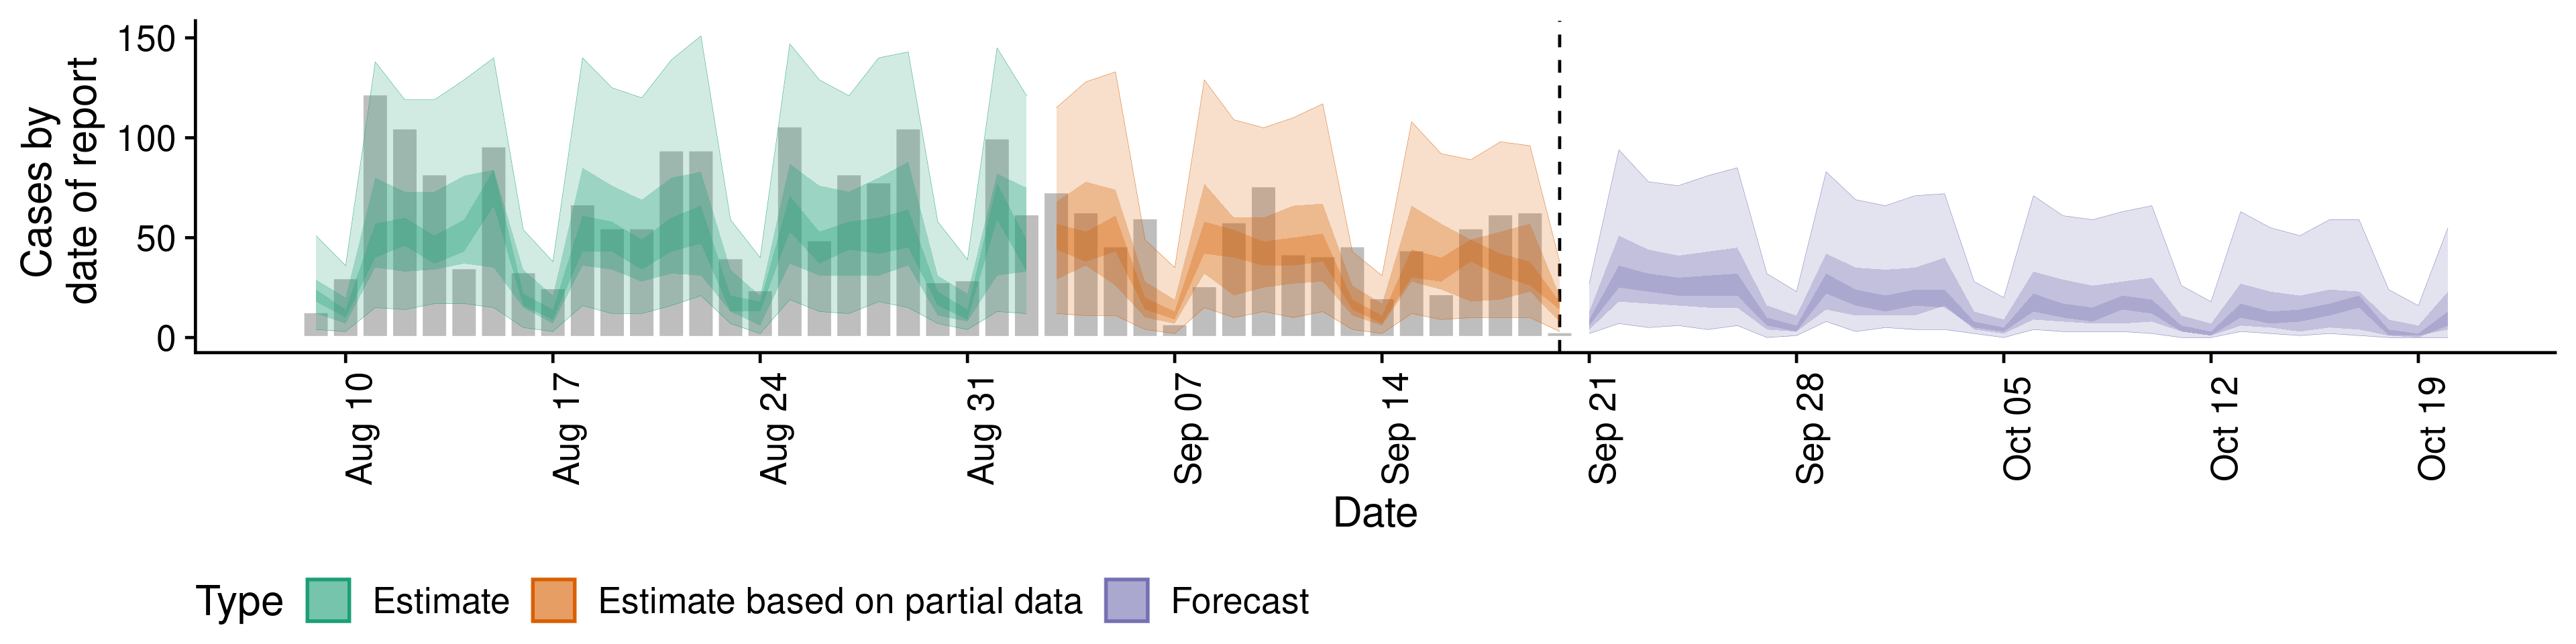 Cases by
date of report
150
100
50
0
Aug 10
Aug 17
Aug 24
Aug 31
Sep 07
Sep 14
Sep 21
Sep 28
Oct 05
Oct 12
Oct 19
Date
Type Estimate Estimate based on partial data Forecast